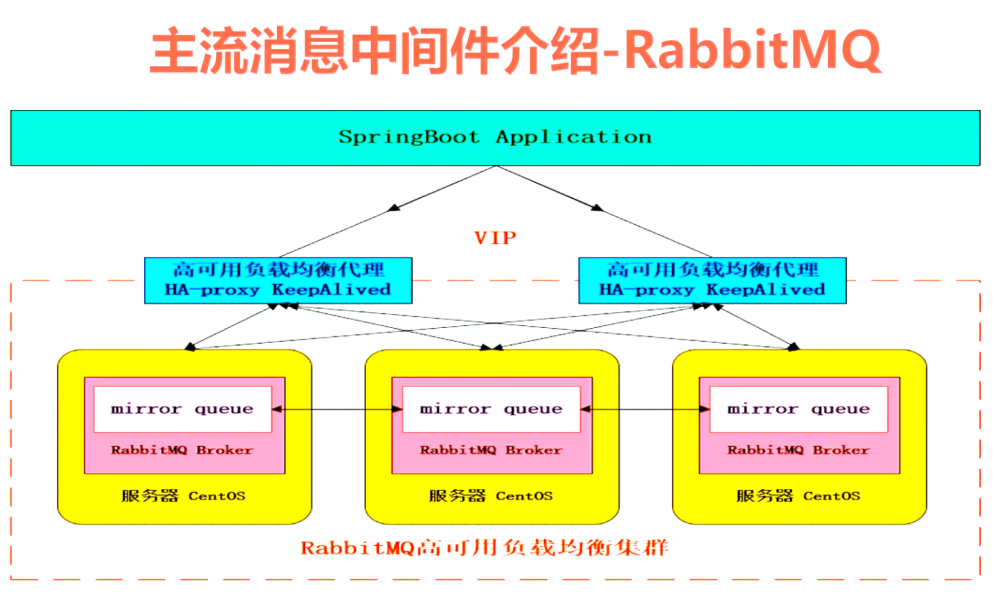 主流消息中间件介绍-RabbitMQ
SpringBoot Application
VIP
高可用负载均衡代理
HA-proxy KeepAlived
高可用负载均衡代理
HA-proxy KeepAlived
mirror queue
mirror queue
mirror queue
RabbitMQ Broker
RabbitMQ Broker
RabbitMQ Broker
服务器 CentOS
服务器 CentOS
服务器 CentOS
RabbitMQ高可用负载均衡集群